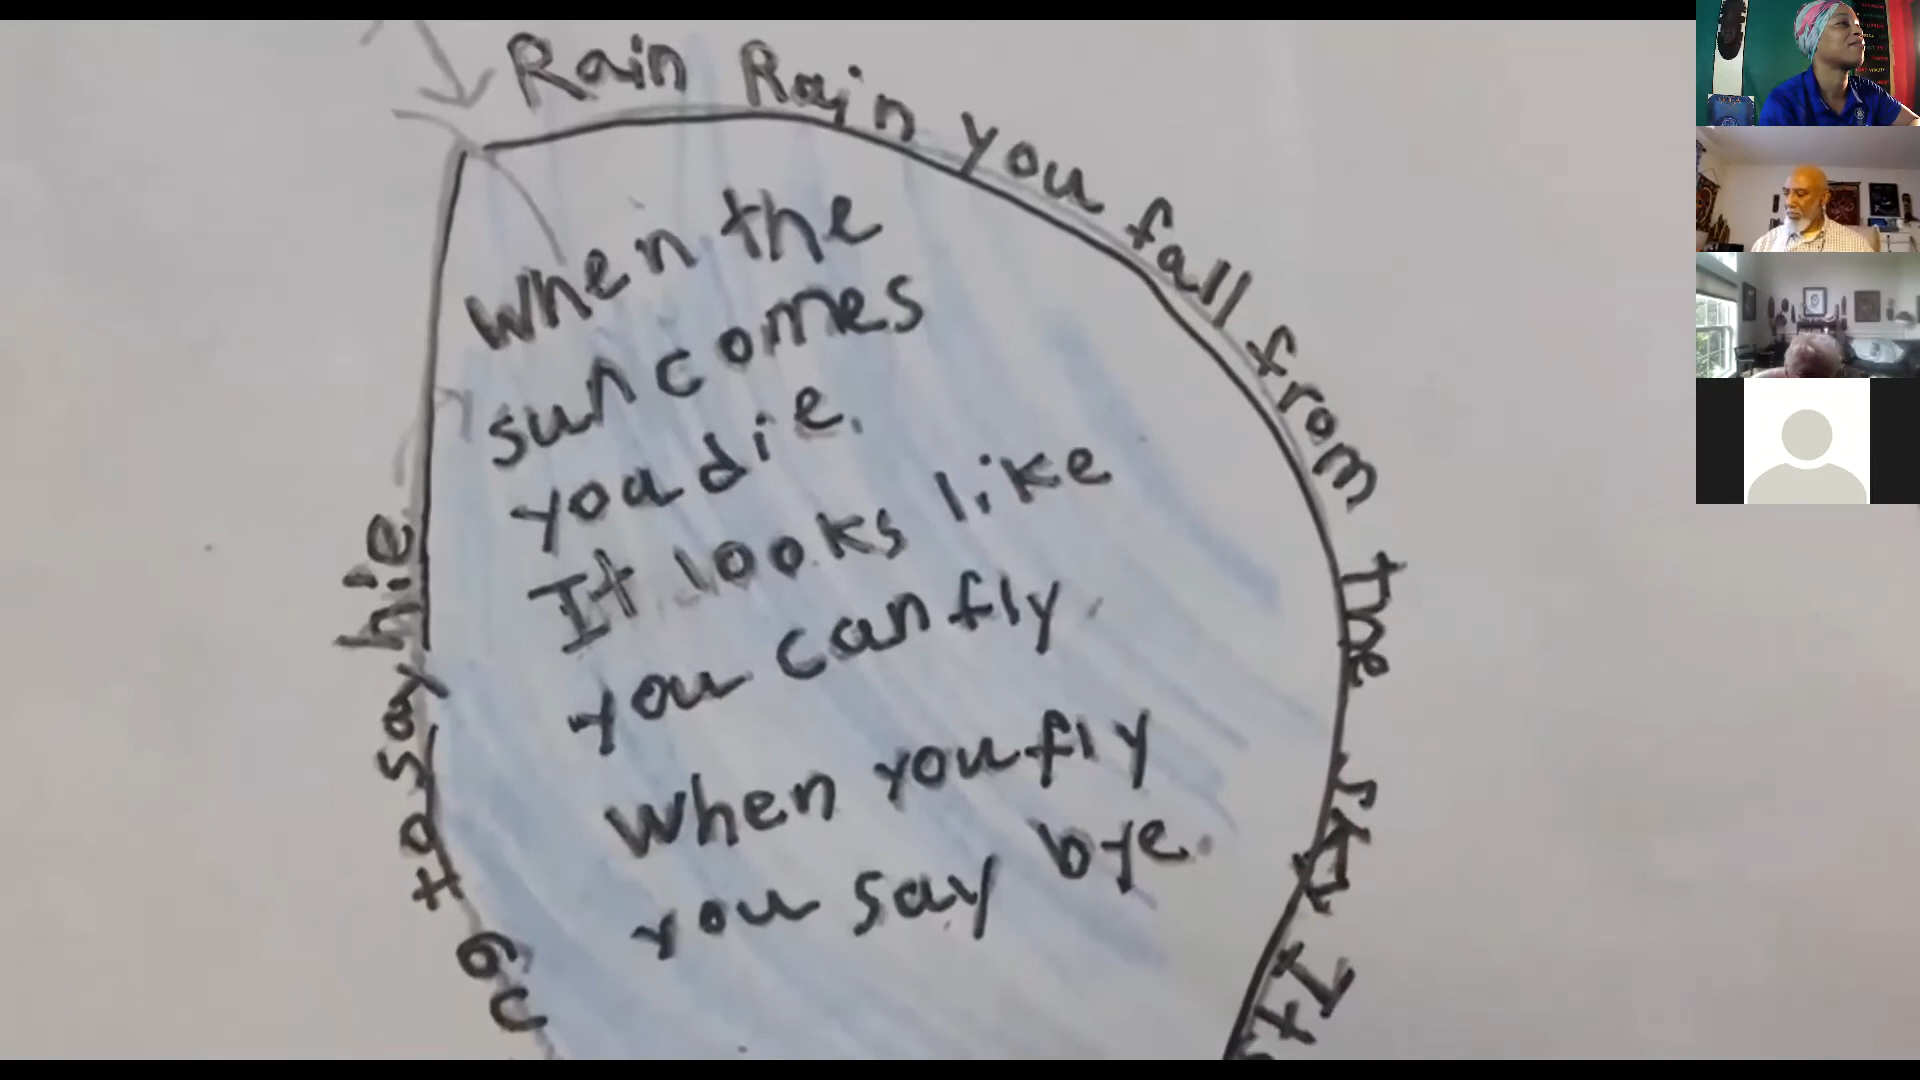 Rain Rain you fall from the sky It
to say hie
When the
sun comes
you die.
It looks like
you can fly.
When you fly
you say bye.